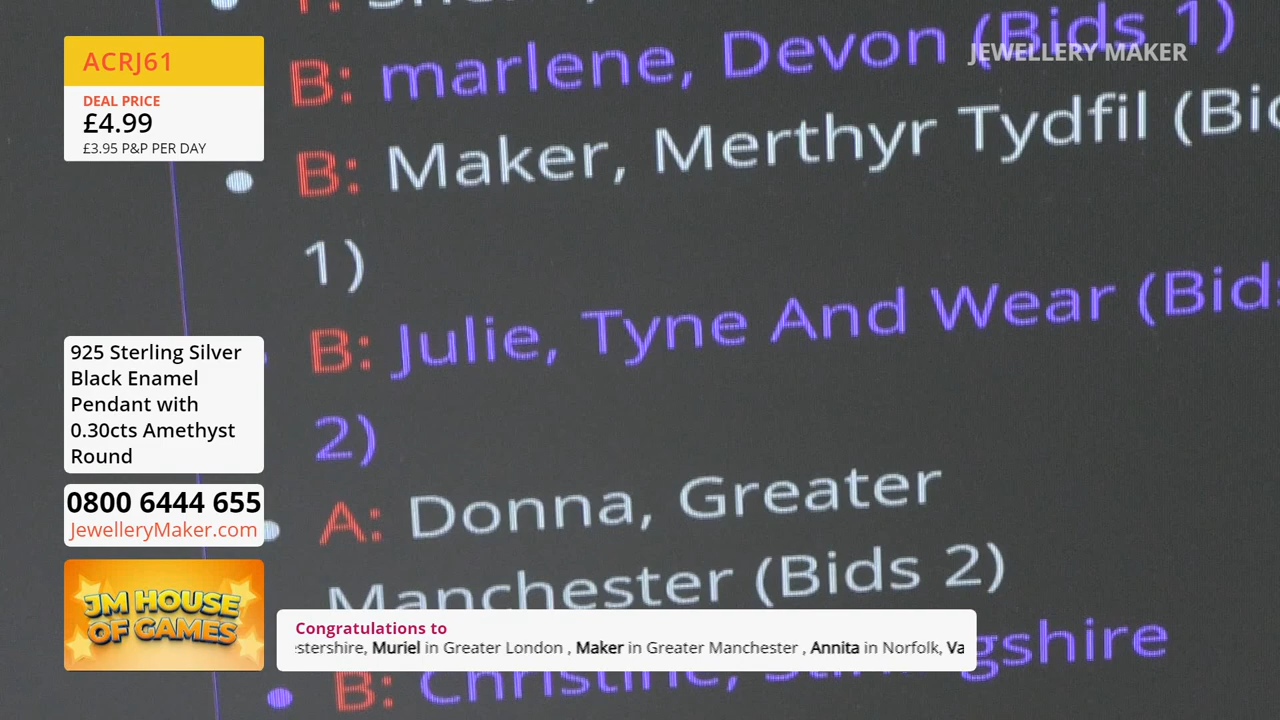 B: marlene, Devon (Bids 1)
JEWELLERY MAKER
B: Maker, Merthyr Tydfil
1)
B: Julie, Tyne And Wear (Bids
2)
A: Donna, Greater
Manchester (Bids 2)
B: Christine,
ACRJ61
DEAL PRICE
£4.99
£3.95 P&P PER DAY
925 Sterling Silver
Black Enamel
Pendant with
0.30cts Amethyst
Round
0800 6444 655
JewelleryMaker.com
JM HOUSE
OF GAMES
Congratulations to
stershire, Muriel in Greater London , Maker in Greater Manchester , Annita in Norfolk, Va